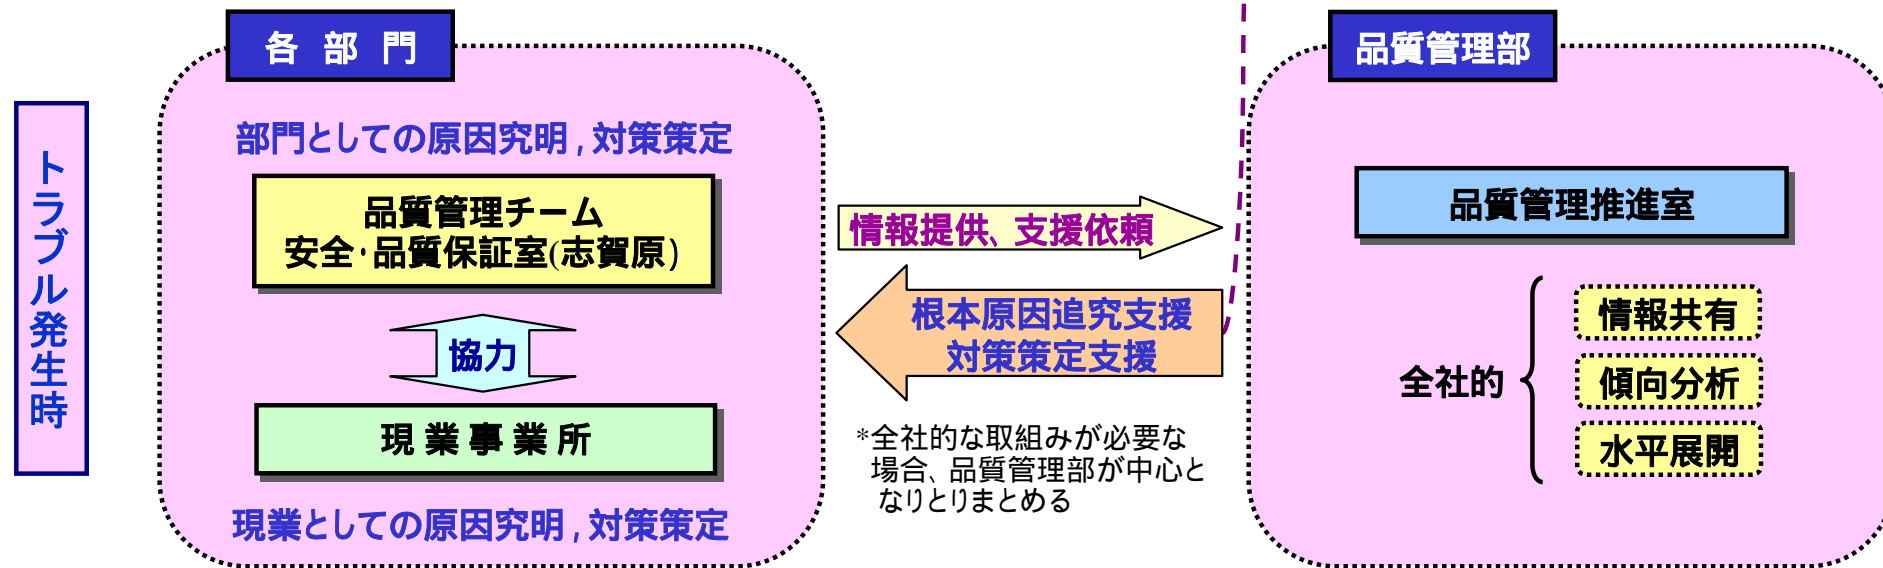 トラブル発生時
各 部 門
部門としての原因究明,対策策定
品質管理チーム
安全・品質保証室(志賀原)
協力
現 業 事 業 所
現業としての原因究明,対策策定
情報提供、支援依頼
根本原因追究支援
対策策定支援
*全社的な取組みが必要な
場合、品質管理部が中心と
なりとりまとめる
品質管理部
品質管理推進室
全社的
情報共有
傾向分析
水平展開